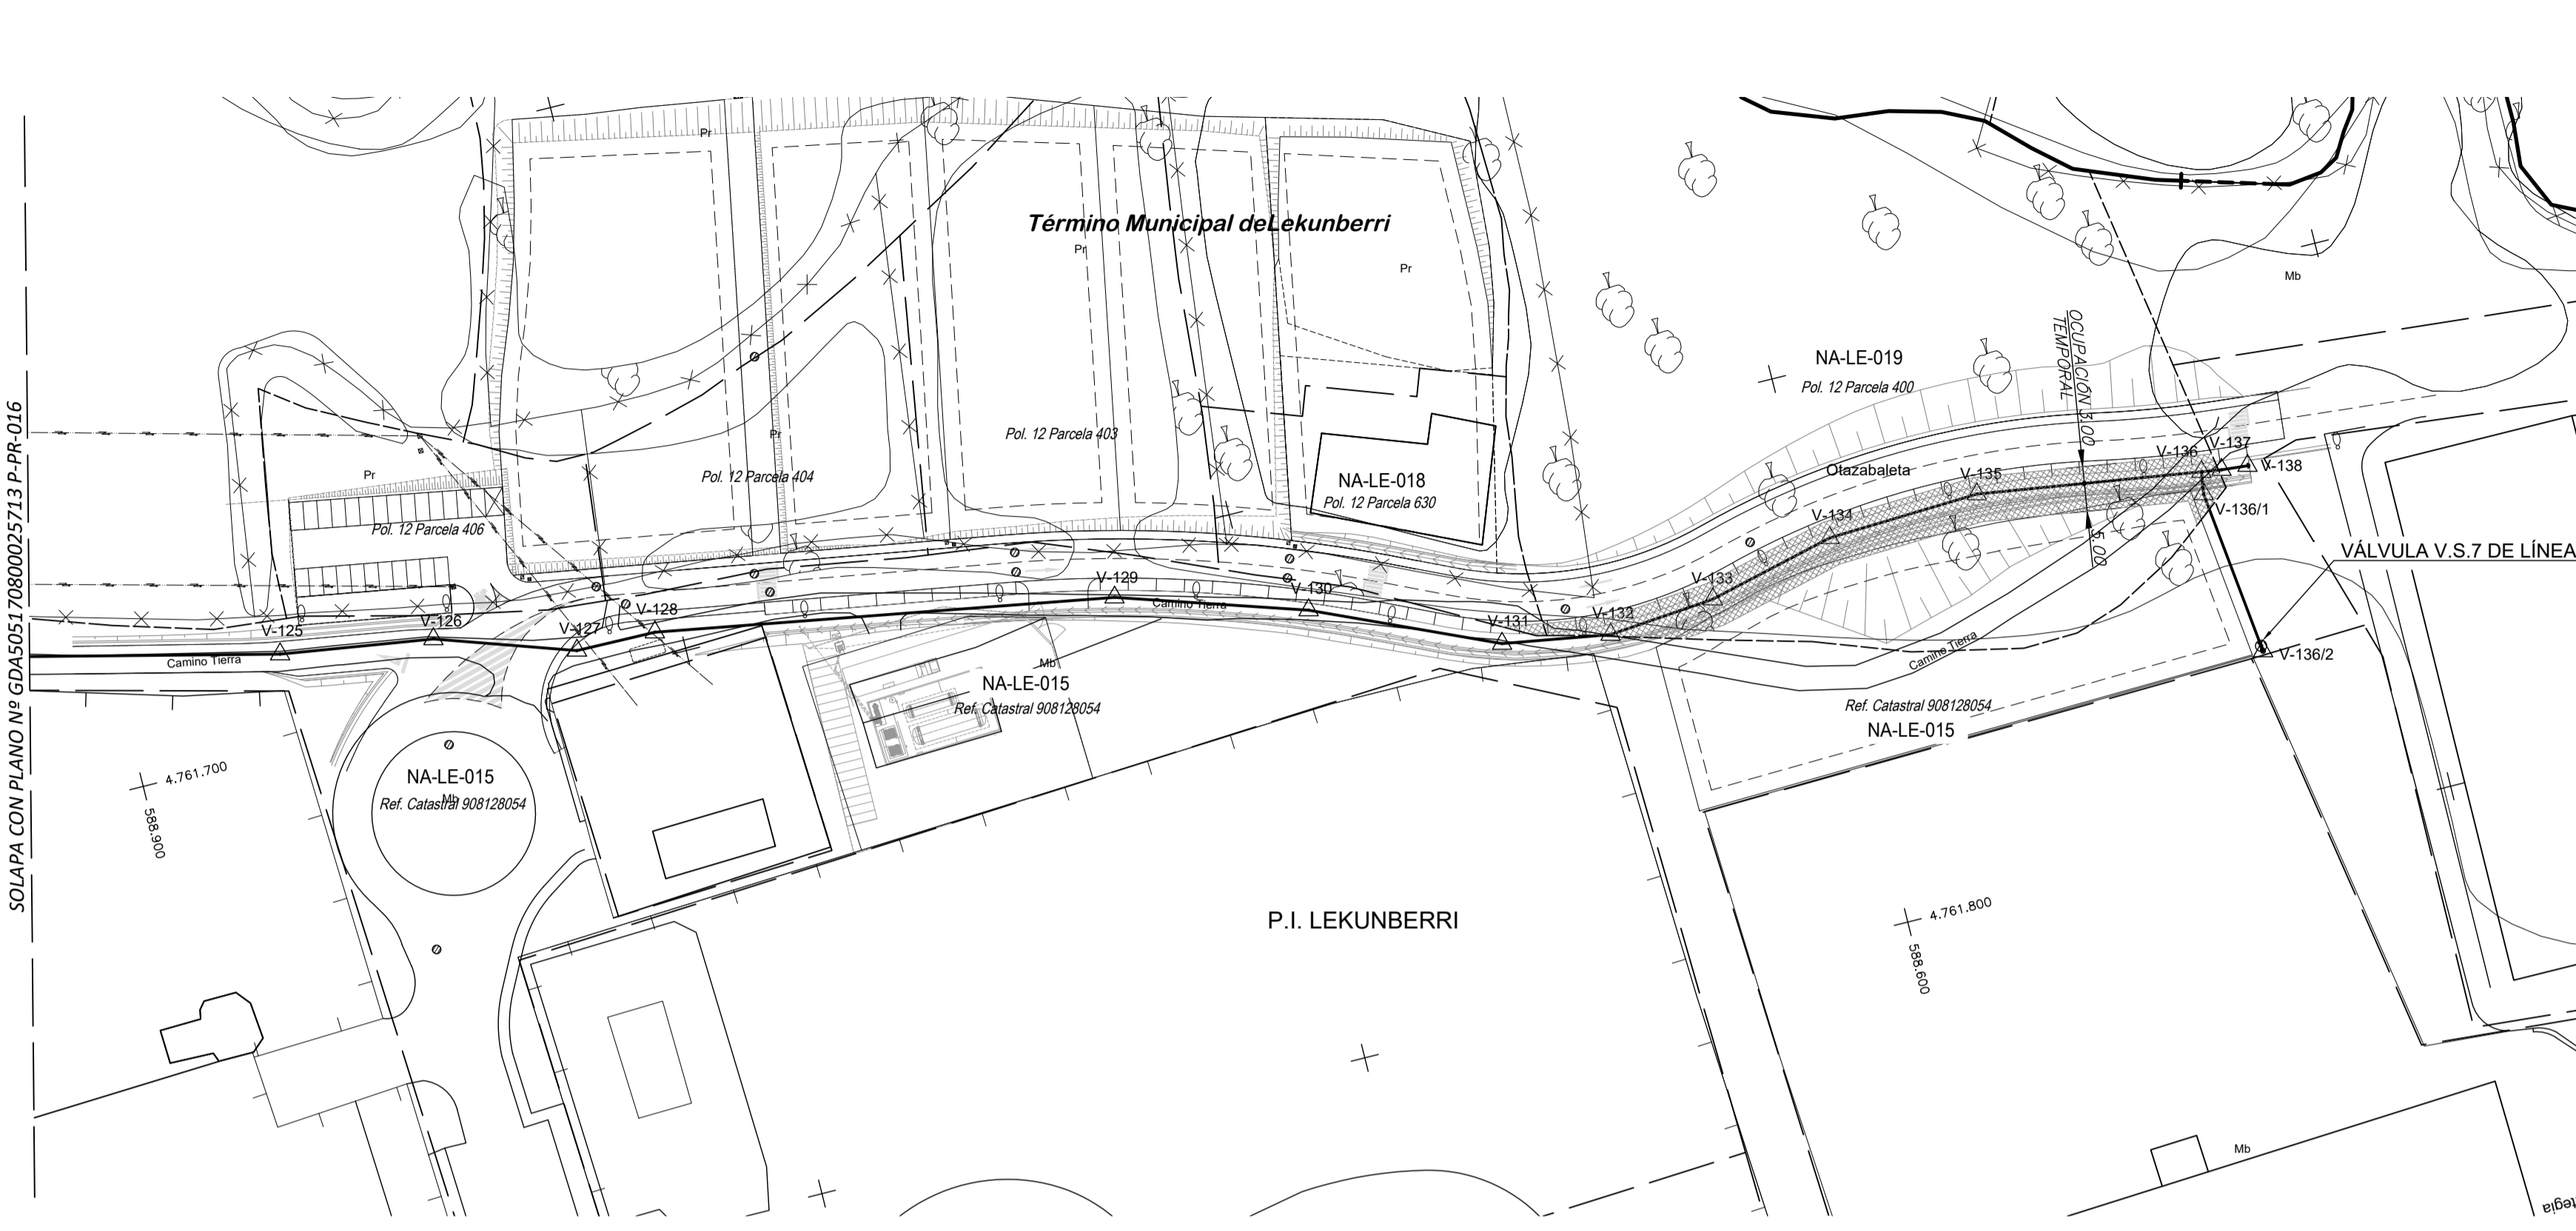 Pr
Término Municipal deLekunberri
Pr
Pr
Mb
OCUPACIÓN 3.00
TEMPORAL
5.00
NA-LE-019
Pol. 12 Parcela 400
SOLAPA CON PLANO Nº GDA5051708000025713 P-PR-016
Pr
Pr
Pol. 12 Parcela 403
Pol. 12 Parcela 404
NA-LE-018
Pol. 12 Parcela 630
Pol. 12 Parcela 406
Otazabaleta
V-135
V-136
V-137
V-138
V-136/1
V-134
VÁLVULA V.S.7 DE LÍNEA
V-133
V-129
V-130
Camino Tierra
V-132
V-131
V-128
V-127
V-126
V-125
Camino Tierra
Camino Tierra
V-136/2
Mb
NA-LE-015
Ref. Catastral 908128054
Ref. Catastral 908128054
NA-LE-015
4.761.700
588.900
NA-LE-015
Mb
Ref. Catastral 908128054
P.I. LEKUNBERRI
4.761.800
588.600
Mb